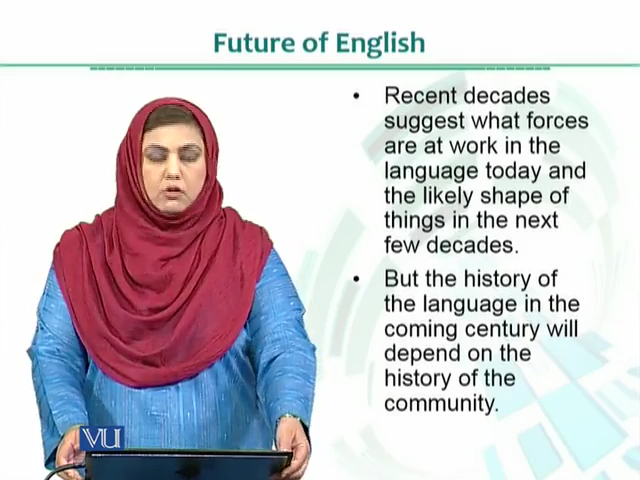 Future of English
• Recent decades
suggest what forces
are at work in the
language today and
the likely shape of
things in the next
few decades.
• But the history of
the language in the
coming century will
depend on the
history of the
community.
VU